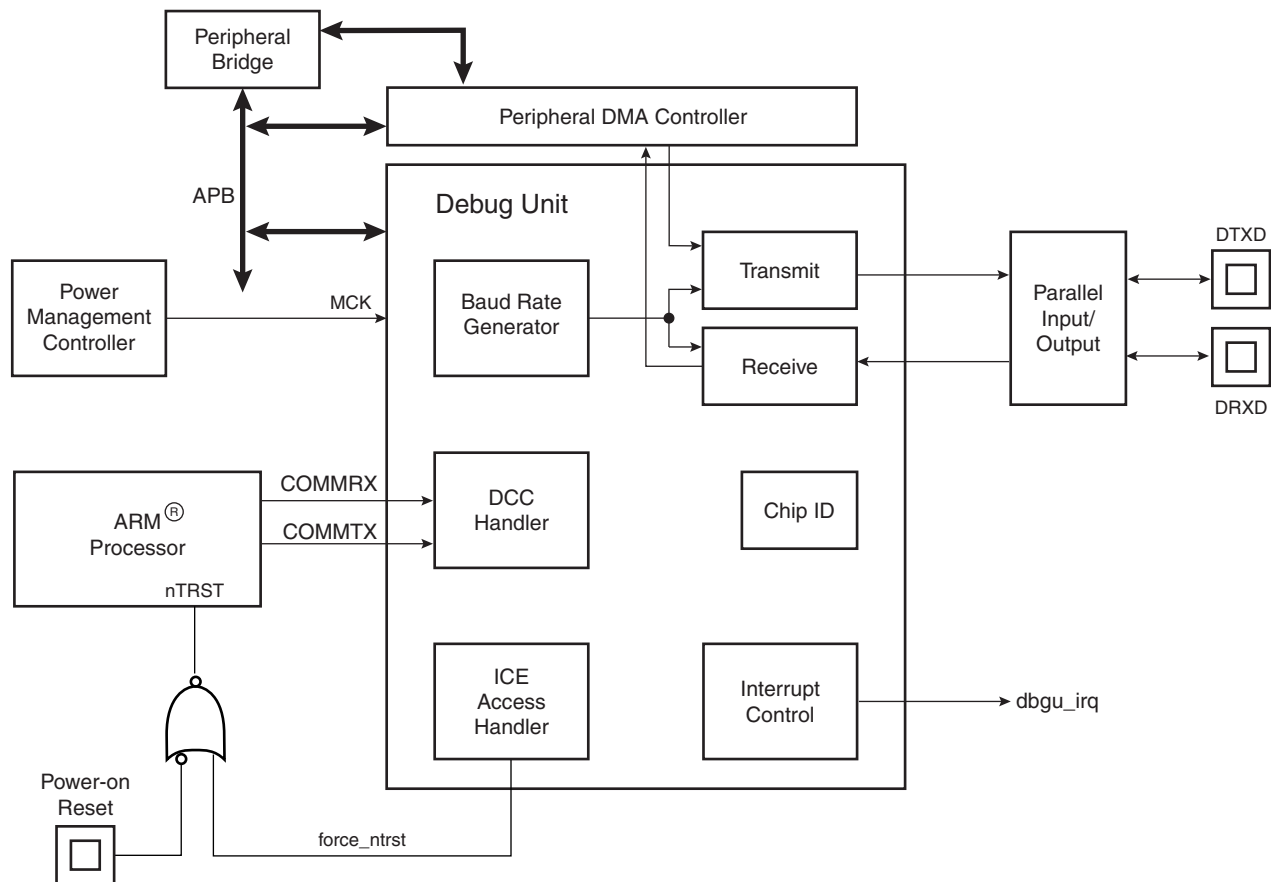 Peripheral
Bridge
Peripheral DMA Controller
APB
Debug Unit
DTXD
Transmit
Power
Management
Controller
MCK
Baud Rate
Generator
Parallel
Input/
Output
Receive
DRXD
COMMRX
ARM®
Processor
DCC
Handler
Chip ID
COMMTX
nTRST
ICE
Access
Handler
Interrupt
Control
dbgu_irq
Power-on
Reset
force_ntrst